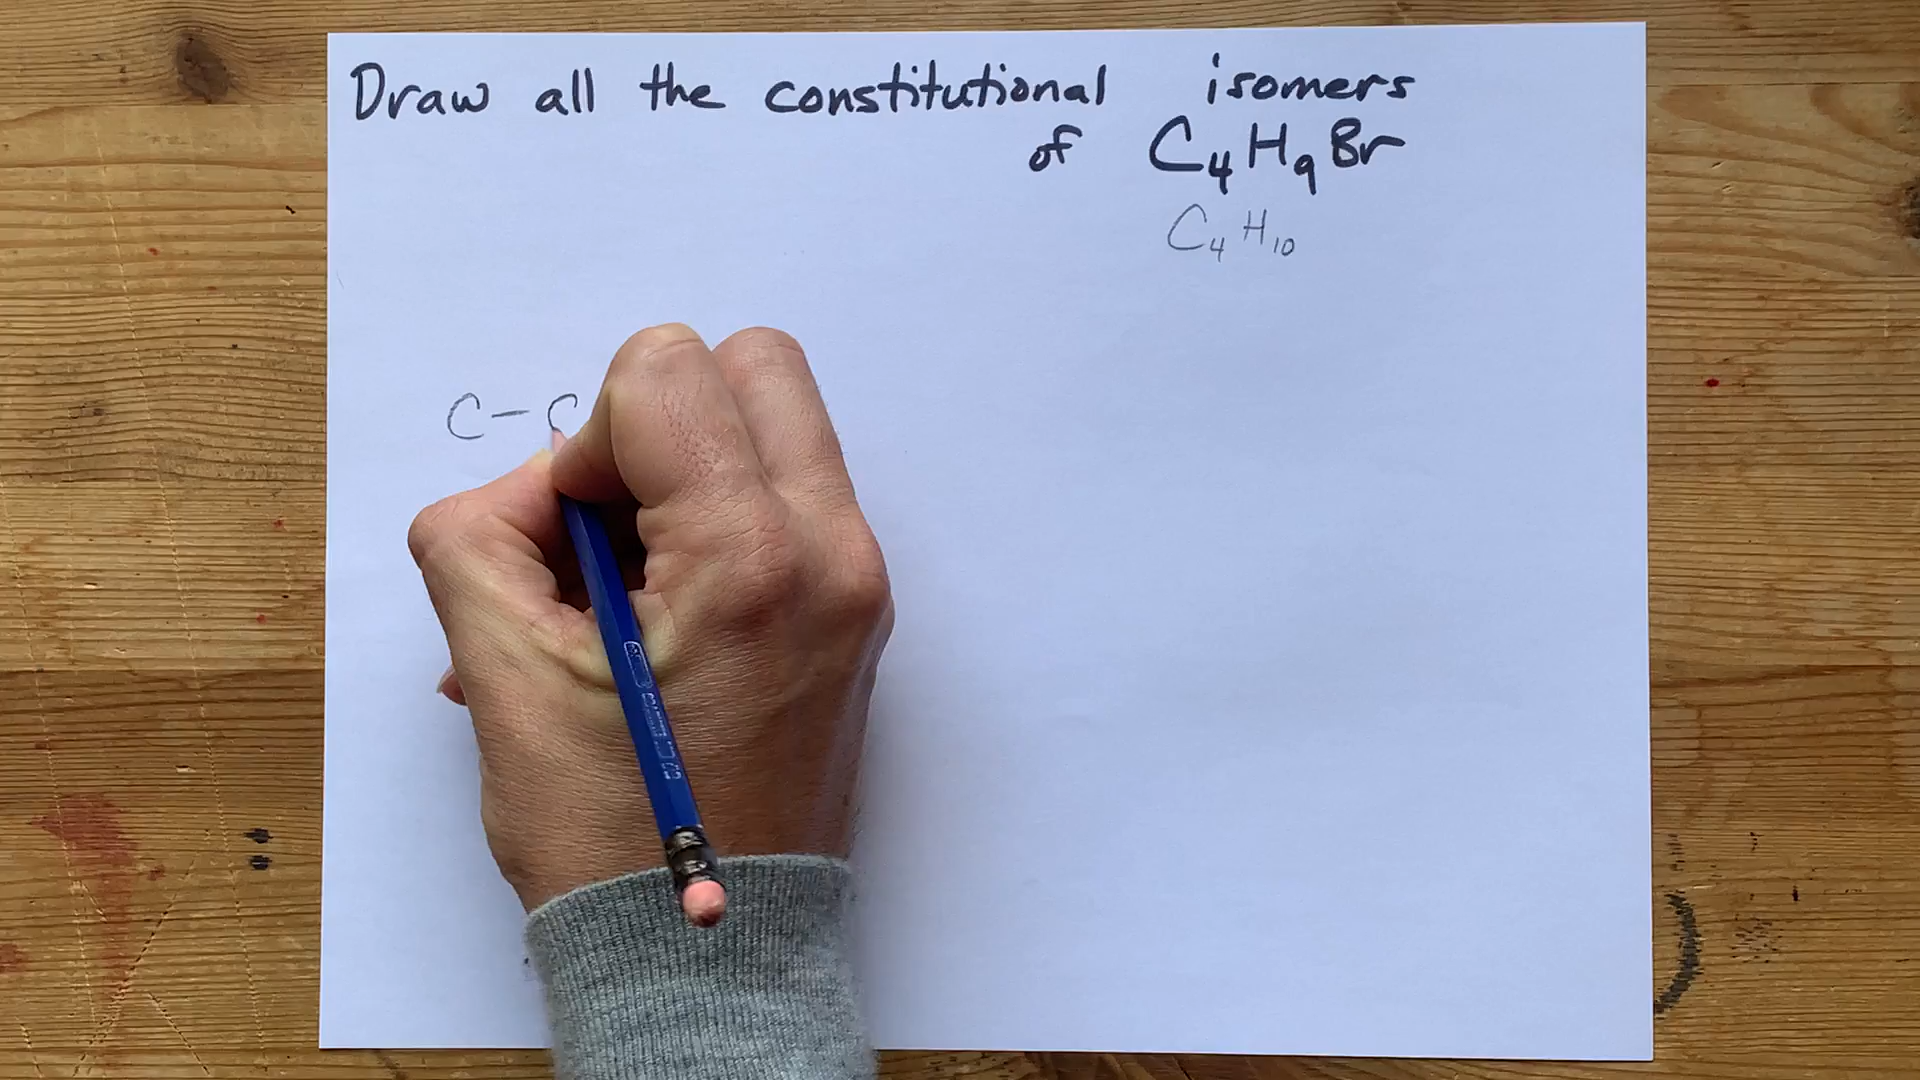 Draw all the constitutional isomers
of C₄H₉Br
C₄H₁₀
C-C